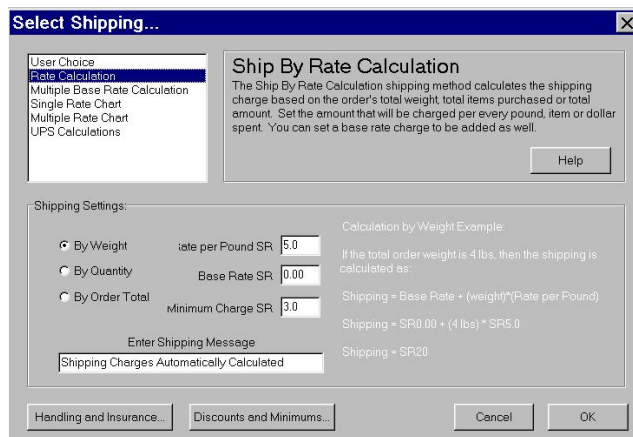 Select Shipping...
User Choice
Rate Calculation
Multiple Base Rate Calculation
Single Rate Chart
Multiple Rate Chart
UPS Calculations
Ship By Rate Calculation
The Ship By Rate Calculation shipping method calculates the shipping
charge based on the order's total weight, total items purchased or total
amount. Set the amount that will be charged per every pound, item or dollar
spent. You can set a base rate charge to be added as well.
Help
Shipping Settings:
By Weight
By Quantity
By Order Total
ate per Pound SR 5.0
Base Rate SR 0.00
Minimum Charge SR 3.0
Enter Shipping Message
Shipping Charges Automatically Calculated
Calculation by Weight Example:
If the total order weight is 4 lbs, then the shipping is
calculated as:
Shipping = Base Rate + (weight)*(Rate per Pound)
Shipping = SR0.00 + (4 lbs) * SR5.0
Shipping = SR20
Handling and Insurance...
Discounts and Minimums...
Cancel
OK